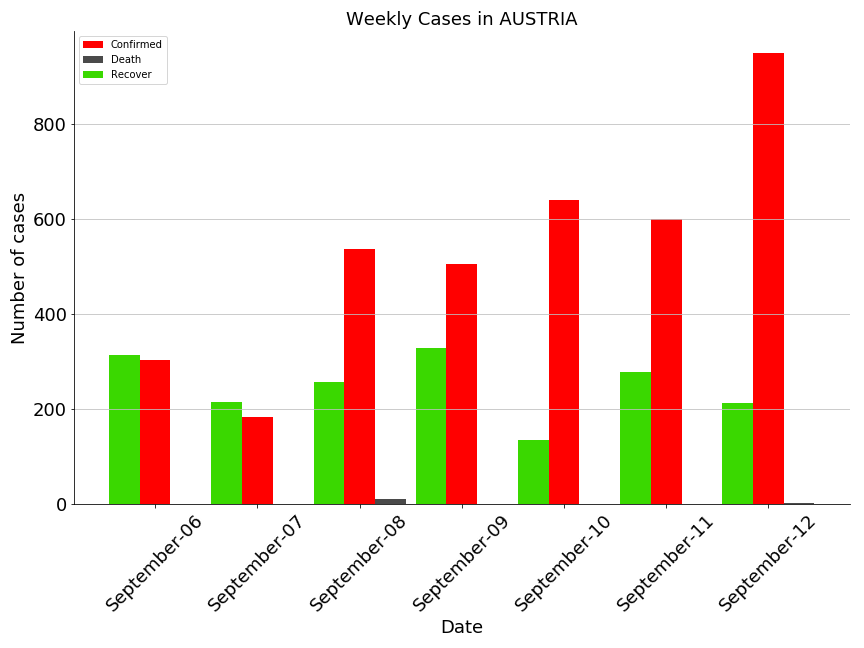 Weekly Cases in AUSTRIA
Confirmed
Death
Recover
Number of cases
800
600
400
200
0
September-06
September-07
September-08
September-09
September-10
September-11
September-12
Date